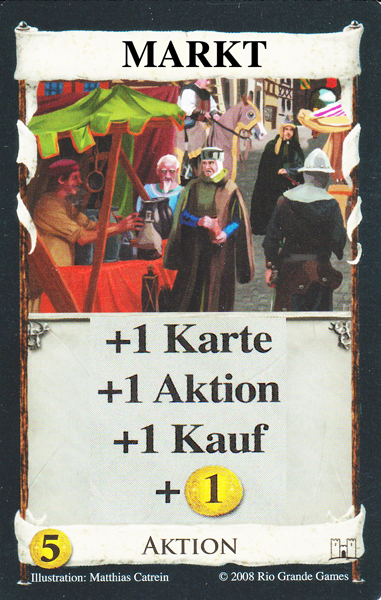 MARKT
+1 Karte
+1 Aktion
+1 Kauf
+ 1
5
AKTION
Illustration: Matthias Catrein
© 2008 Rio Grande Games